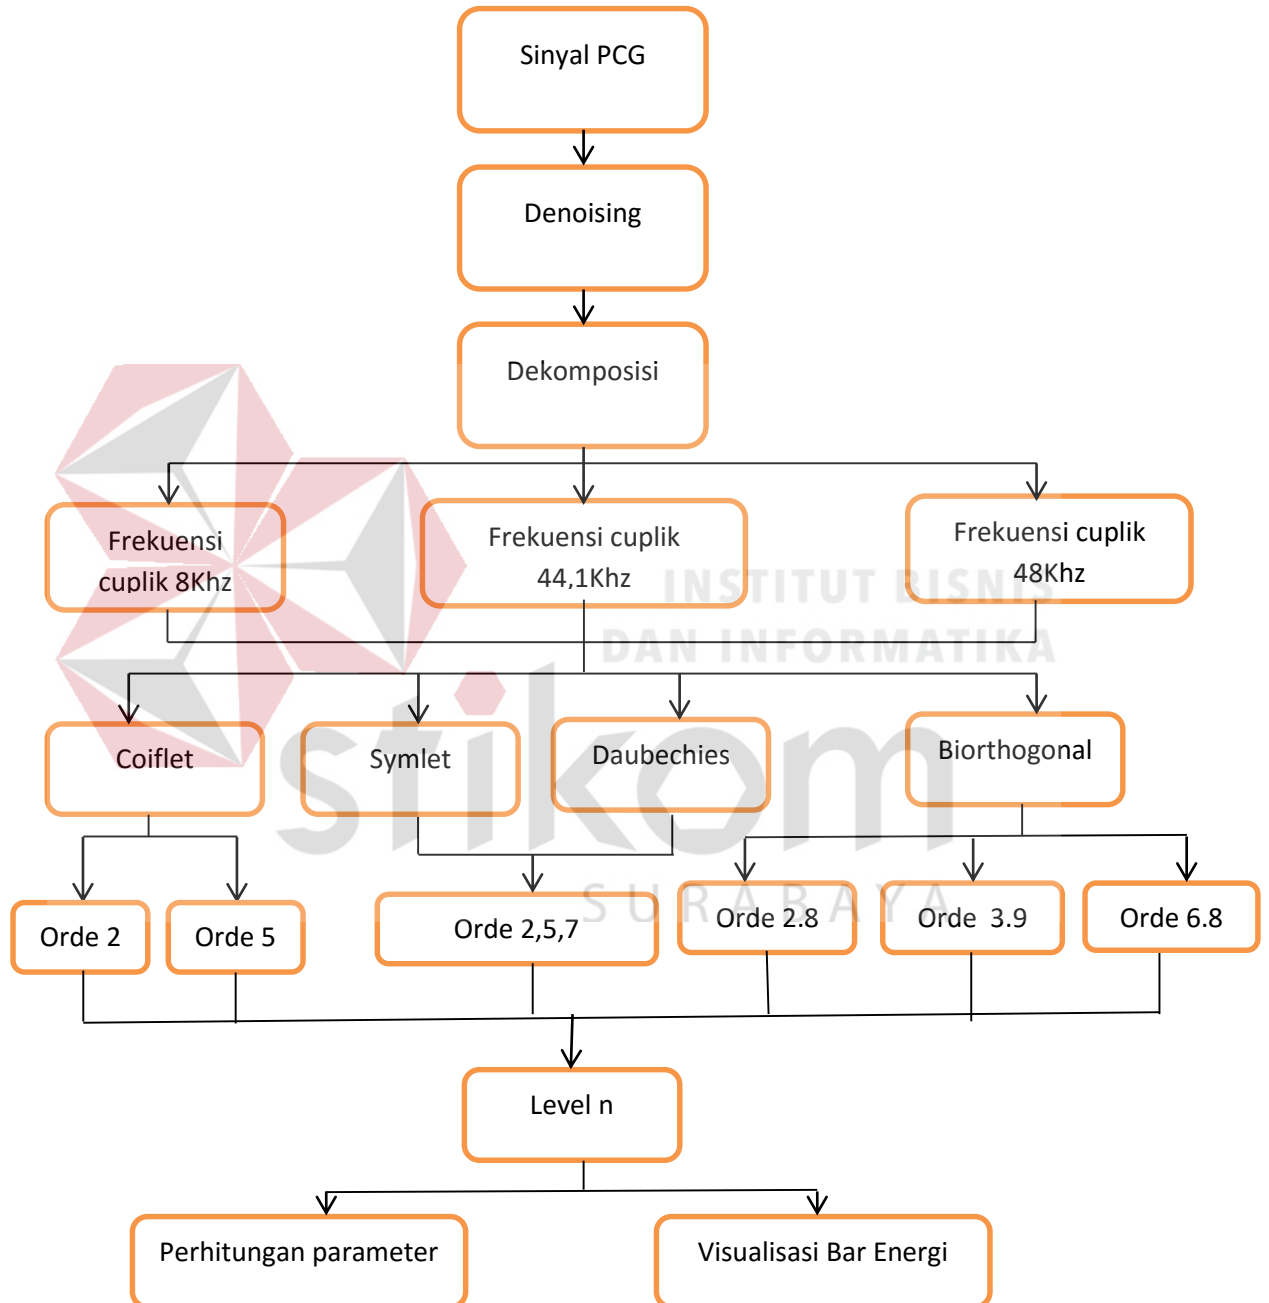 Sinyal PCG
Denoising
Dekomposisi
Frekuensi
cuplik 8Khz
Frekuensi cuplik
44,1Khz
Frekuensi cuplik
48Khz
INSTITUT BISNIS
DAN INFORMATIKA
stikom
SURABAYA
Coiflet
Symlet
Daubechies
Biorthogonal
Orde 2
Orde 5
Orde 2,5,7
Orde 2.8
Orde 3.9
Orde 6.8
Level n
Perhitungan parameter
Visualisasi Bar Energi